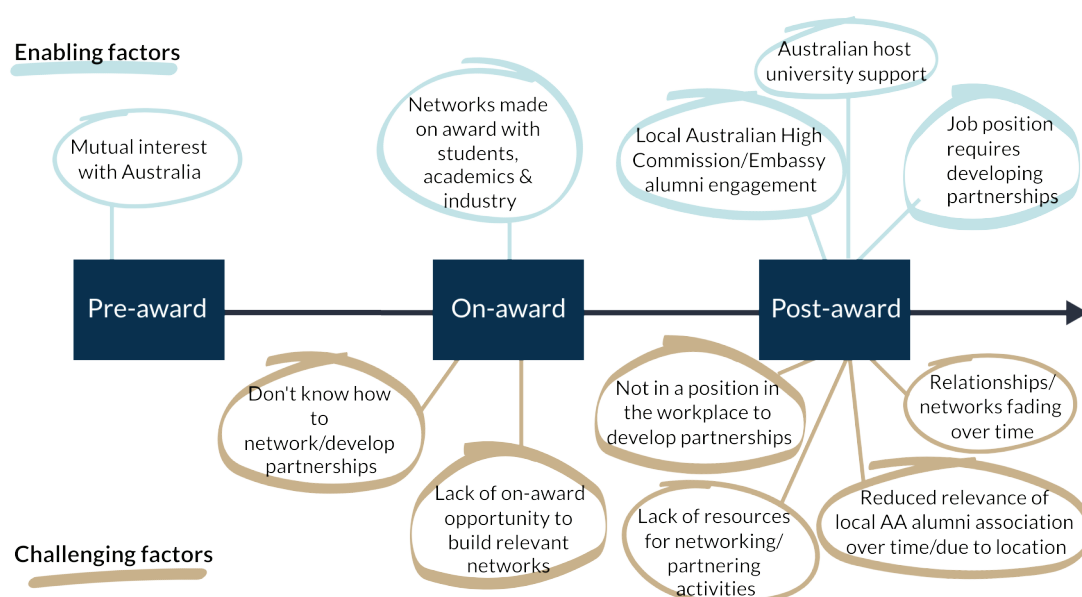 Enabling factors
Mutual interest
with Australia
Networks made
on award with
students,
academics &
industry
Local Australian High
Commission/Embassy
alumni engagement
Australian host
university support
Job position
requires
developing
partnerships
Pre-award
On-award
Post-award
Don't know how
to
network/develop
partnerships
Lack of on-award
opportunity to
build relevant
networks
Not in a position in
the workplace to
develop partnerships
Lack of resources
for networking/
partnering
activities
Relationships/
networks fading
over time
Reduced relevance of
local AA alumni association
over time/due to location
Challenging factors